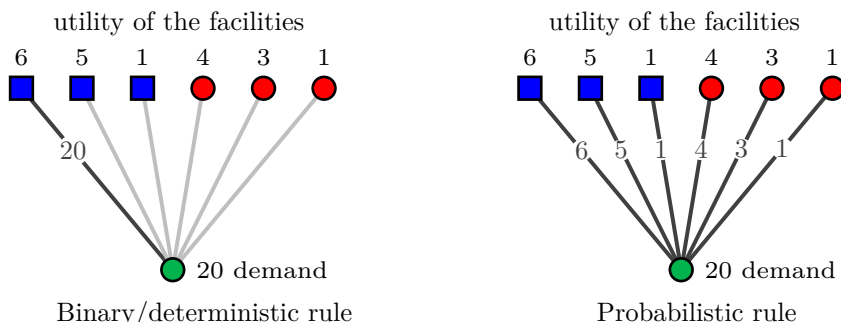 utility of the facilities
6 5 1 4 3 1
20
20 demand
Binary/deterministic rule
utility of the facilities
6 5 1 4 3 1
6 5 1 4 3 1
20 demand
Probabilistic rule